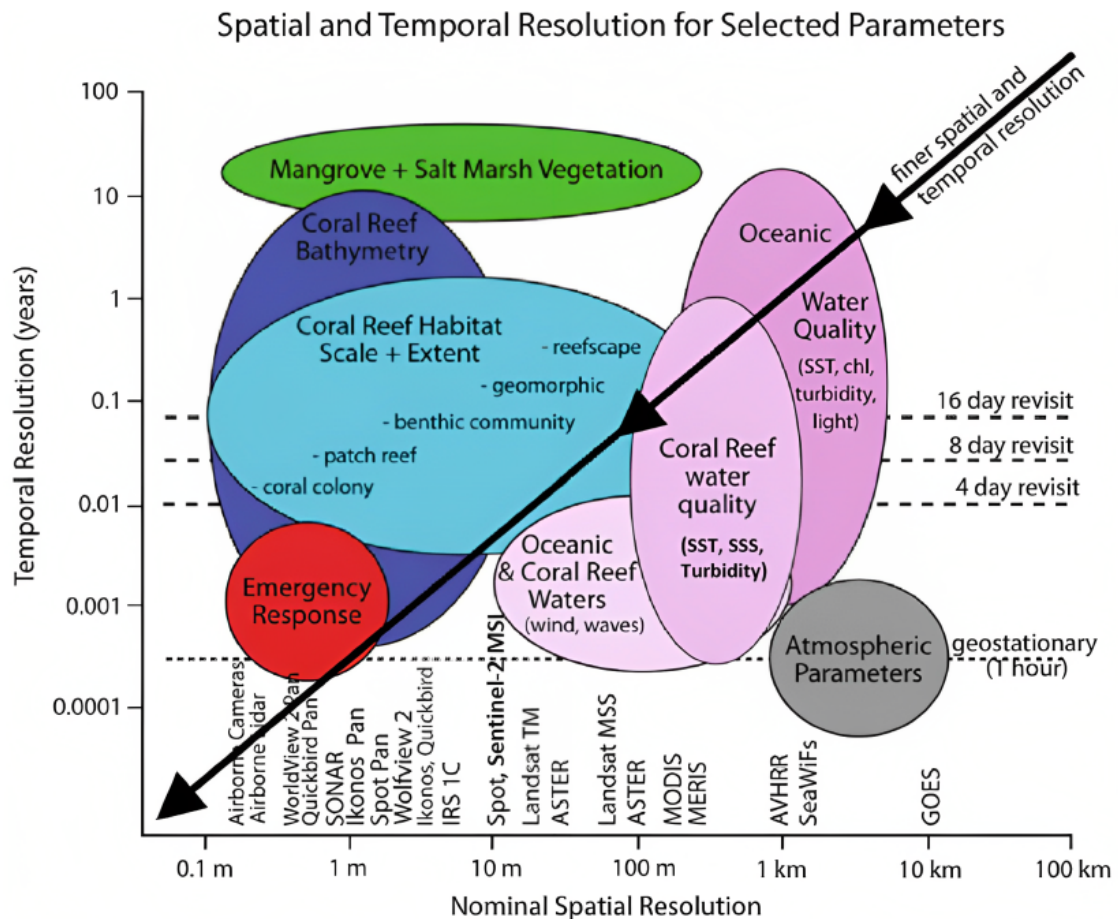 Spatial and Temporal Resolution for Selected Parameters
finer spatial and
temporal resolution
Temporal Resolution (years)
100
10
1
0.1
0.01
0.001
0.0001
Mangrove + Salt Marsh Vegetation
Coral Reef
Bathymetry
Coral Reef Habitat
Scale + Extent
- reefscape
- geomorphic
- benthic community
- patch reef
- coral colony
Oceanic
Water
Quality
(SST, chl,
turbidity,
light)
16 day revisit
8 day revisit
4 day revisit
Coral Reef
water
quality
(SST, SSS,
Turbidity)
Oceanic
& Coral Reef
Waters
(wind, waves)
Emergency
Response
Atmospheric
Parameters
geostationary
(1 hour)
Airborne Cameras
Airborne Lidar
WorldView 2 Pan
Quickbird Pan
SONAR
Ikonos Pan
Spot Pan
Wolfview 2
Ikonos, Quickbird
IRS 1C
Spot, Sentinel-2 MSI
Landsat TM
ASTER
Landsat MSS
ASTER
MODIS
MERIS
AVHRR
SeaWiFs
GOES
0.1 m
1 m
10 m
100 m
1 km
10 km
100 km
Nominal Spatial Resolution